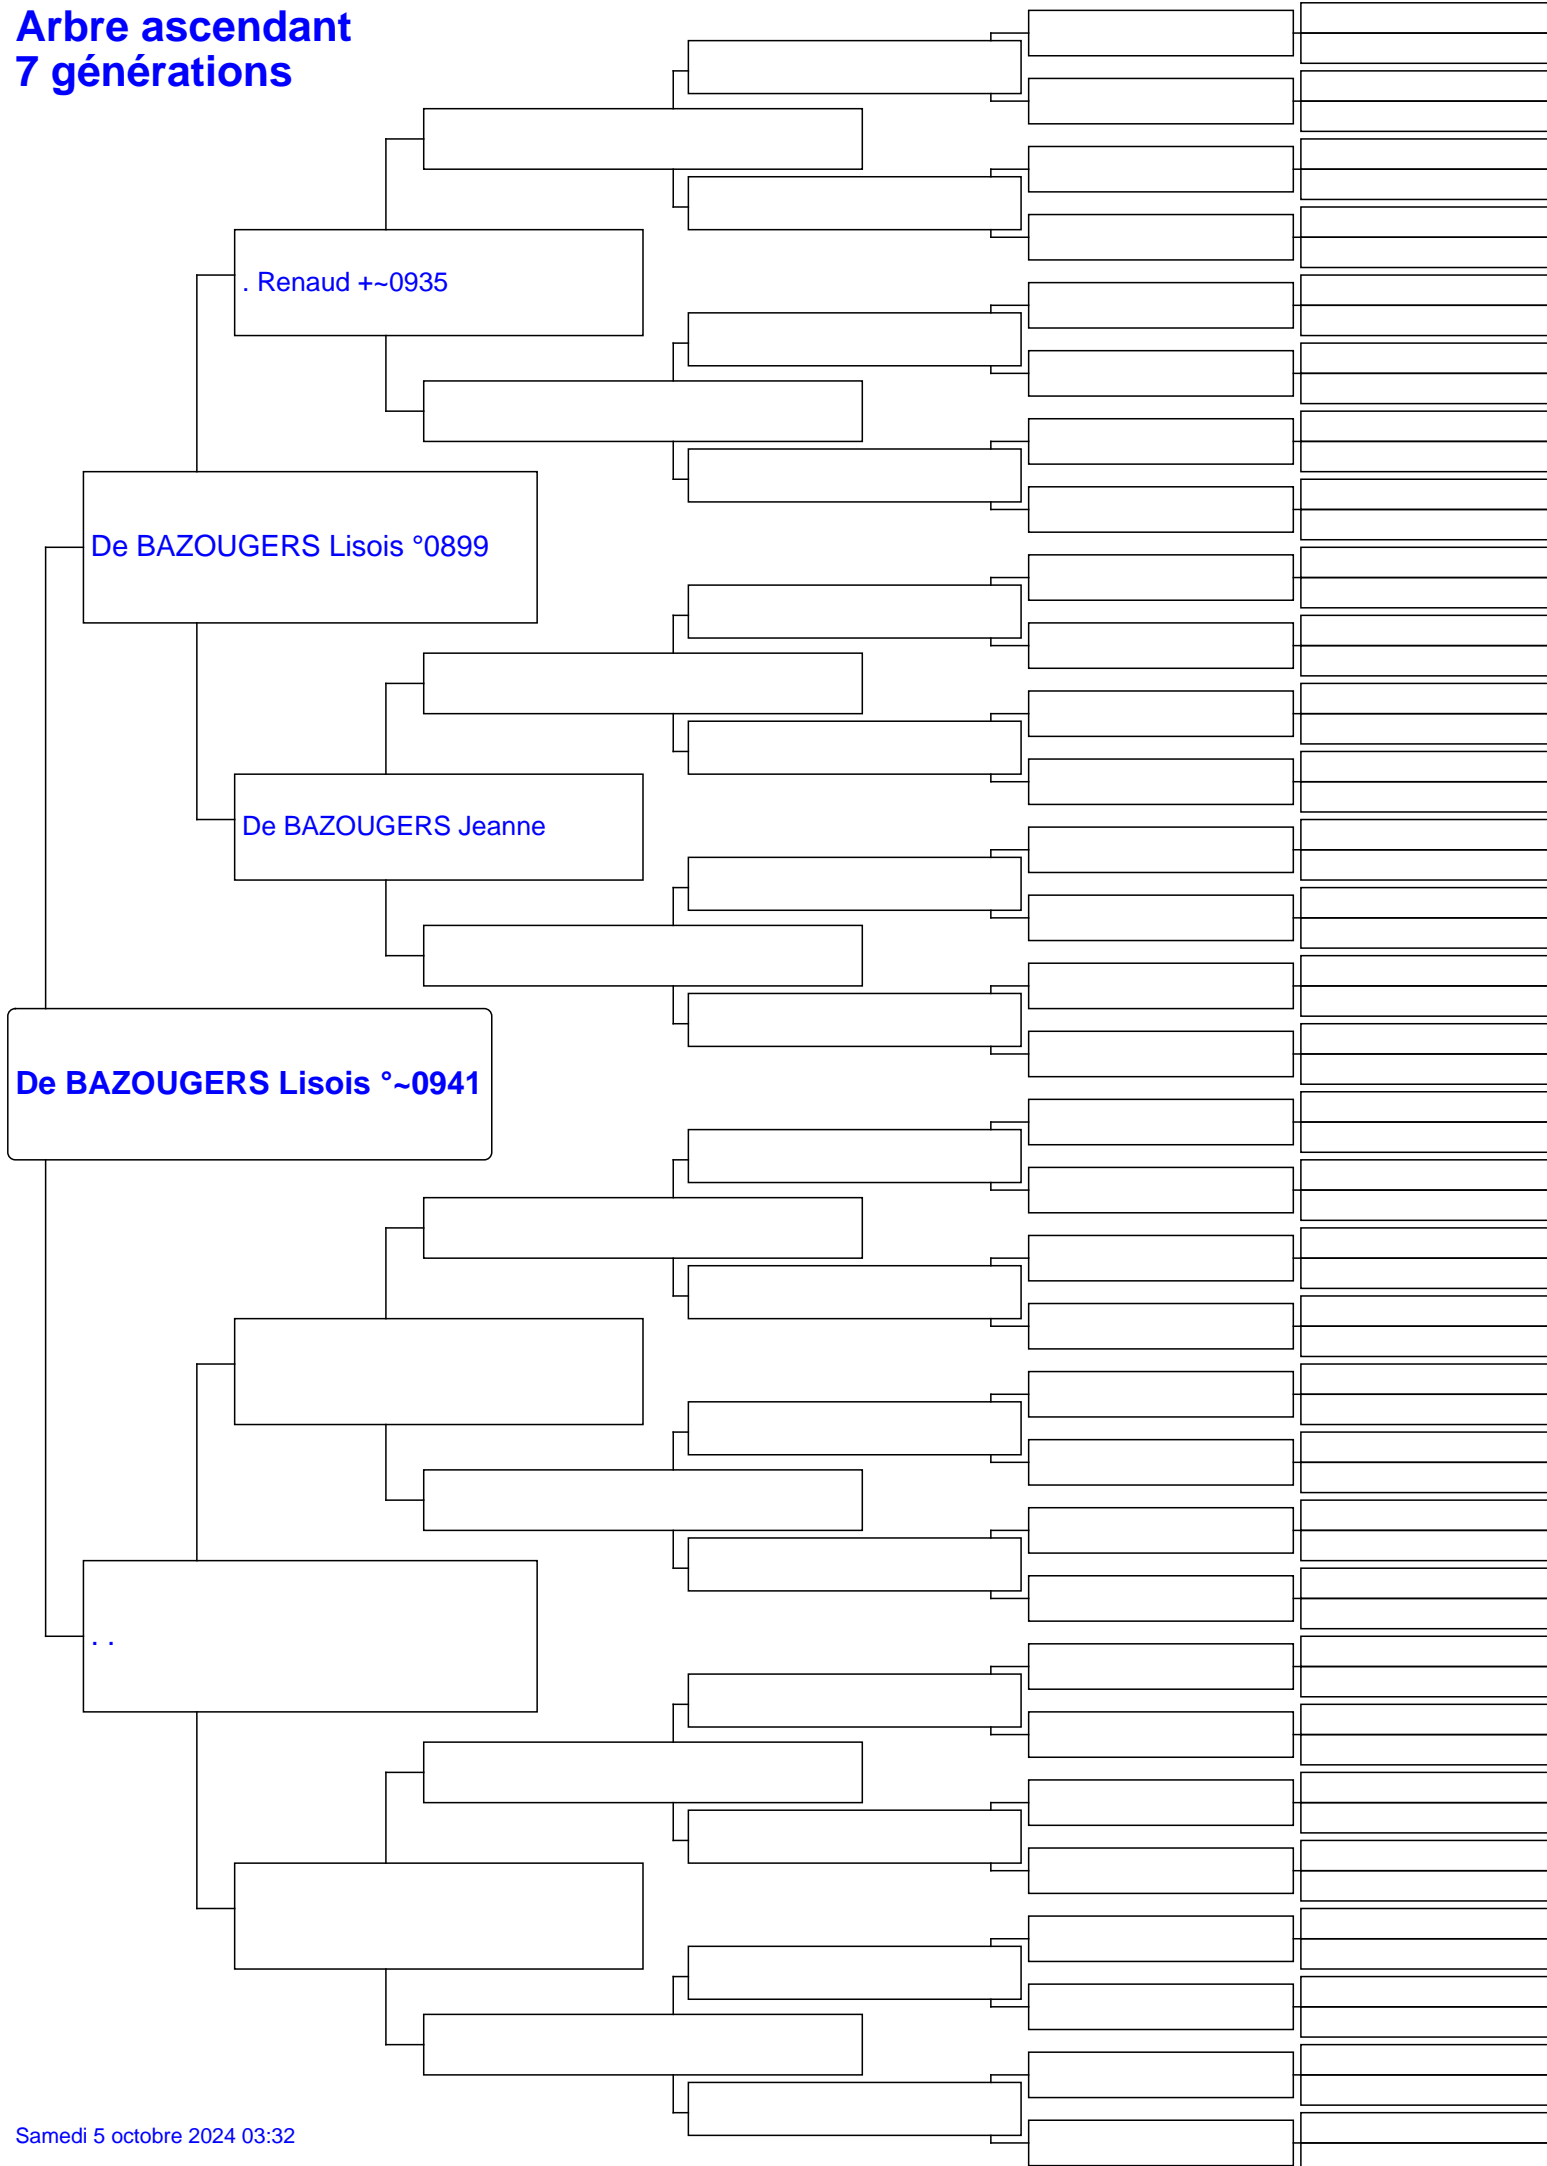 Arbre ascendant
7 générations
. Renaud +~0935
De BAZOUGERS Lisois °0899
De BAZOUGERS Jeanne
De BAZOUGERS Lisois °~0941
. .
Samedi 5 octobre 2024 03:32